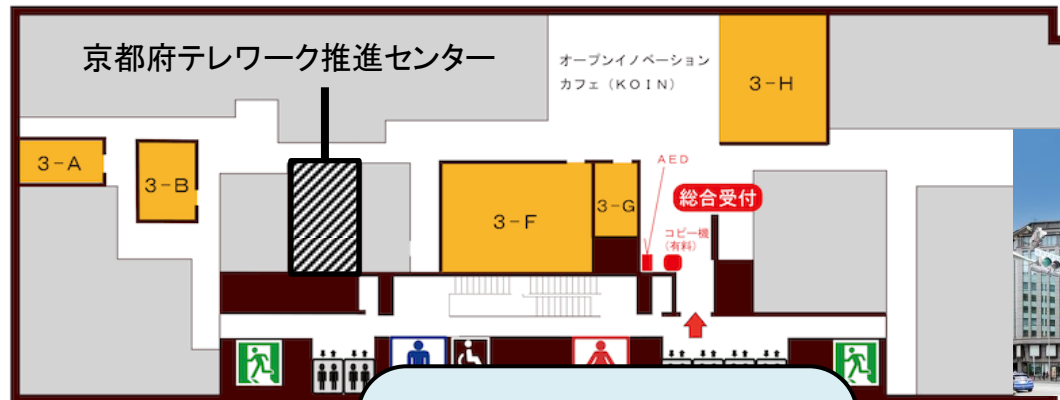 京都府テレワーク推進センター
オープンイノベーション
カフェ（KOIN）
3-H
3-A
3-B
AED
3-F
3-G
総合受付
コピー機
（有料）